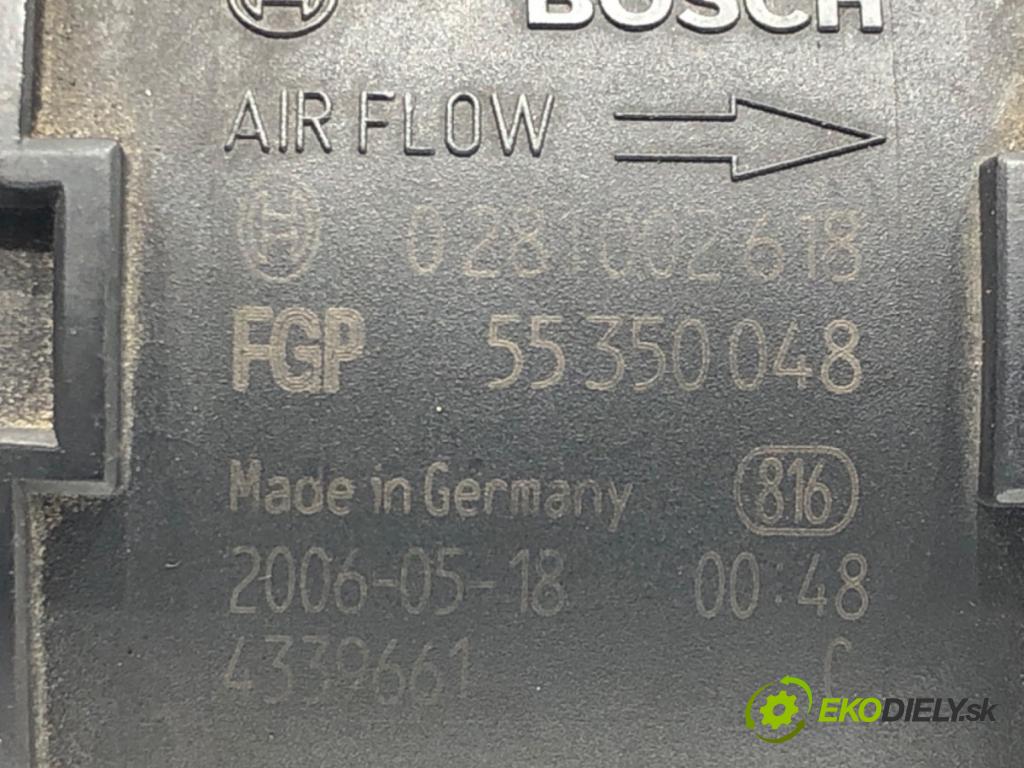 BOSCH
AIR FLOW
0 281 002 618
FGP 55 350 048
Made in Germany 816
2006-05-18 00:48
4339661 C
EKODIELY.sk